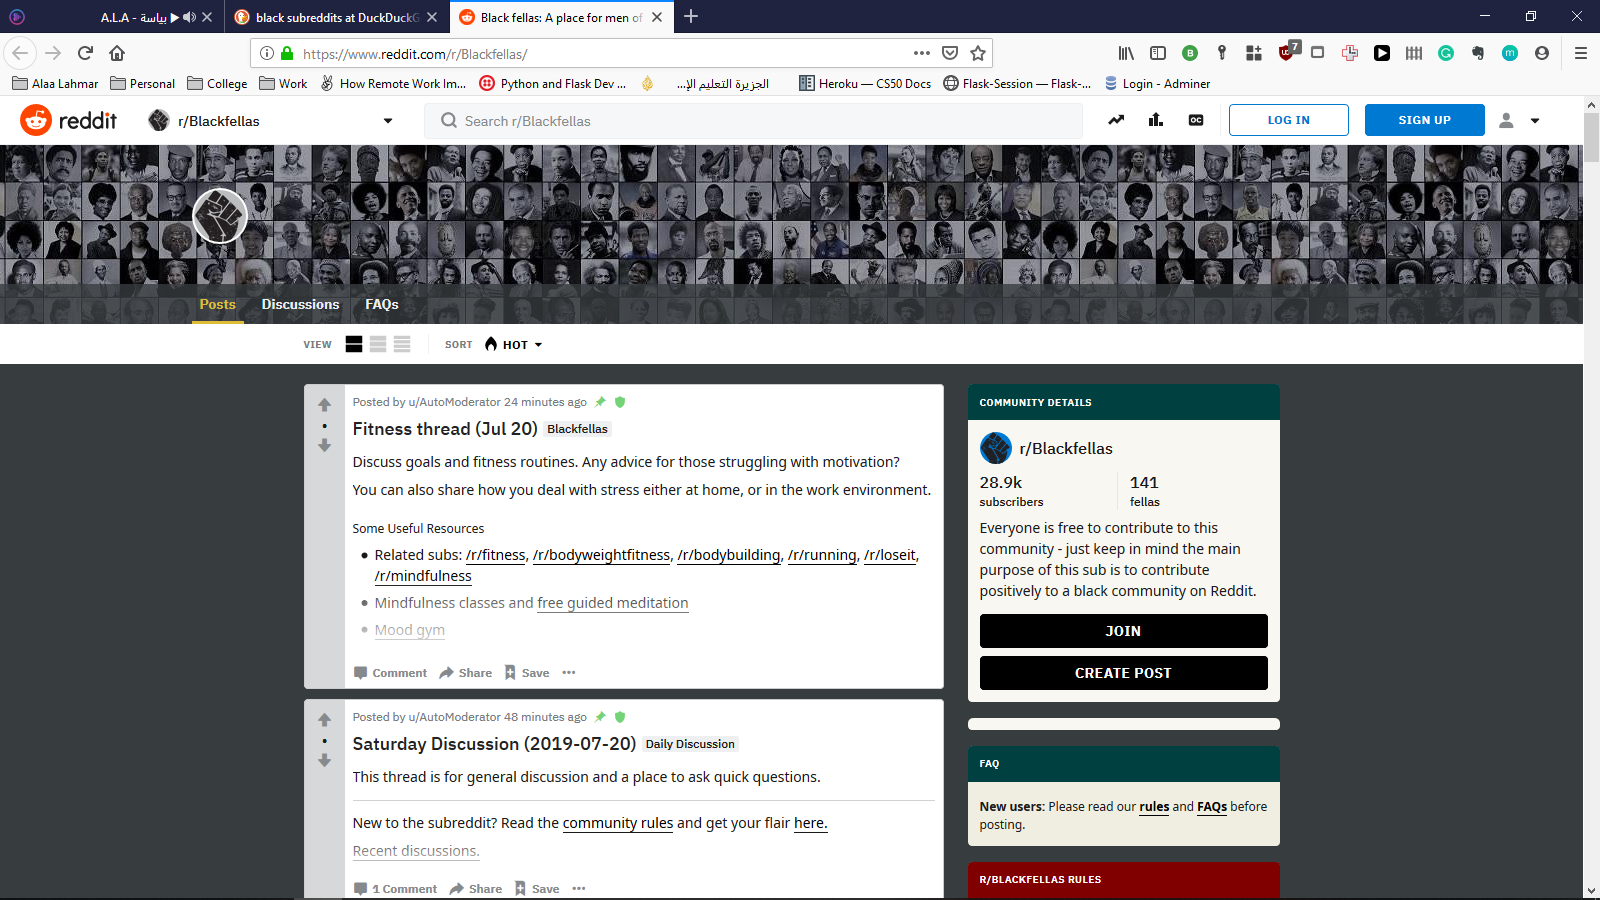 A.L.A - بياسة
black subreddits at DuckDuckG
Black fellas: A place for men of
https://www.reddit.com/r/Blackfellas/
7
Alaa Lahmar
Personal
College
Work
How Remote Work Im...
Python and Flask Dev ...
الجزيرة التعليم الإ...
Heroku — CS50 Docs
Flask-Session — Flask-...
Login - Adminer
reddit
r/Blackfellas
Search r/Blackfellas
OC
LOG IN
SIGN UP
Posts
Discussions
FAQs
VIEW
SORT
HOT
Posted by u/AutoModerator 24 minutes ago
Fitness thread (Jul 20) Blackfellas
Discuss goals and fitness routines. Any advice for those struggling with motivation?
You can also share how you deal with stress either at home, or in the work environment.
Some Useful Resources
• Related subs: /r/fitness, /r/bodyweightfitness, /r/bodybuilding, /r/running, /r/loseit,
/r/mindfulness
• Mindfulness classes and free guided meditation
• Mood gym
Comment Share Save ...
Posted by u/AutoModerator 48 minutes ago
Saturday Discussion (2019-07-20) Daily Discussion
This thread is for general discussion and a place to ask quick questions.
New to the subreddit? Read the community rules and get your flair here.
Recent discussions.
1 Comment Share Save ...
COMMUNITY DETAILS
r/Blackfellas
28.9k 141
subscribers fellas
Everyone is free to contribute to this
community - just keep in mind the main
purpose of this sub is to contribute
positively to a black community on Reddit.
JOIN
CREATE POST
FAQ
New users: Please read our rules and FAQs before
posting.
R/BLACKFELLAS RULES